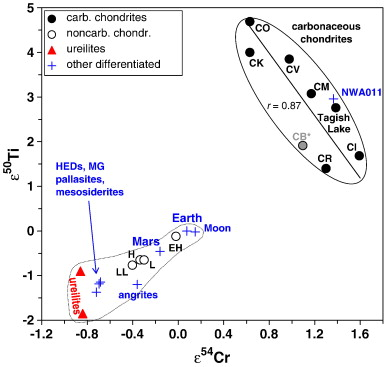 carb. chondrites
noncarb. chondr.
ureilites
other differentiated
carbonaceous
chondrites
CO
CK
CV
CM
NWA011
Tagish
Lake
r = 0.87
CB*
CI
CR
HEDs, MG
pallasites,
mesosiderites
Earth
Moon
Mars
EH
H
L
LL
angrites
ureilites
5
4
3
2
1
0
-1
-2
ε50Ti
-1.2
-0.8
-0.4
0.0
0.4
0.8
1.2
1.6
ε54Cr